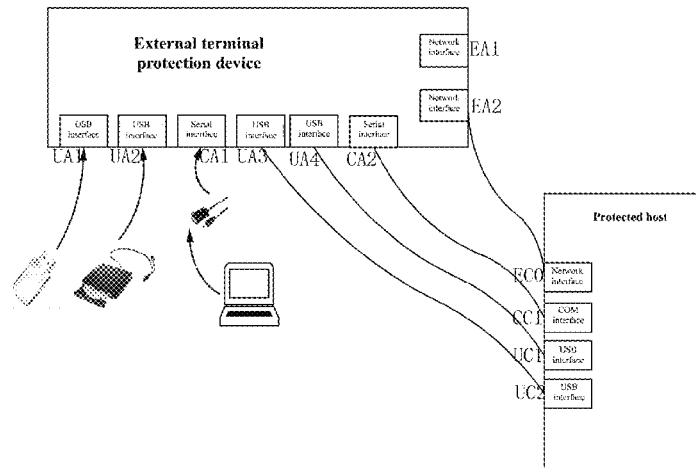 External terminal
protection device
Network
interface
EA1
Network
interface
EA2
USB
interface
UA1
USB
interface
UA2
Serial
interface
CA1
USB
interface
UA3
USB
interface
UA4
Serial
interface
CA2
Protected host
EC0
Network
interface
CC1
COM
interface
UC1
USB
interface
UC2
USB
interface